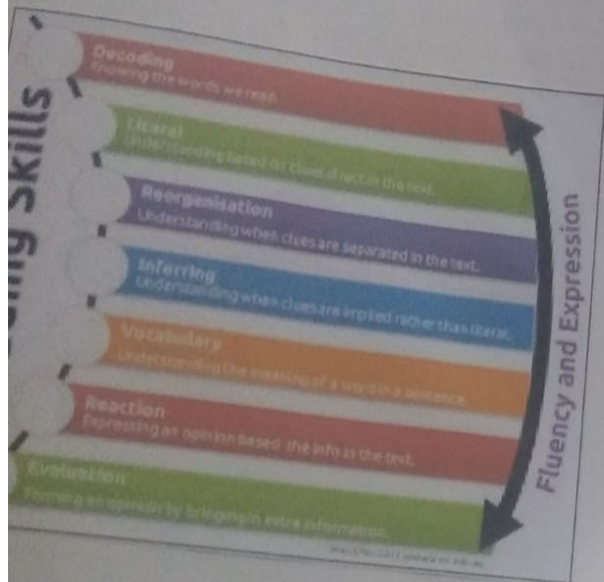 Skills
Decoding
Knowing the words we read.
Literal
Understanding based on clues direct in the text.
Reorganisation
Understanding when clues are separated in the text.
Inferring
Understanding when clues are implied rather than literal.
Vocabulary
Understanding the meaning of a word in a sentence.
Reaction
Expressing an opinion based the info in the text.
Evaluation
Forming an opinion by bringing in extra information.
Fluency and Expression